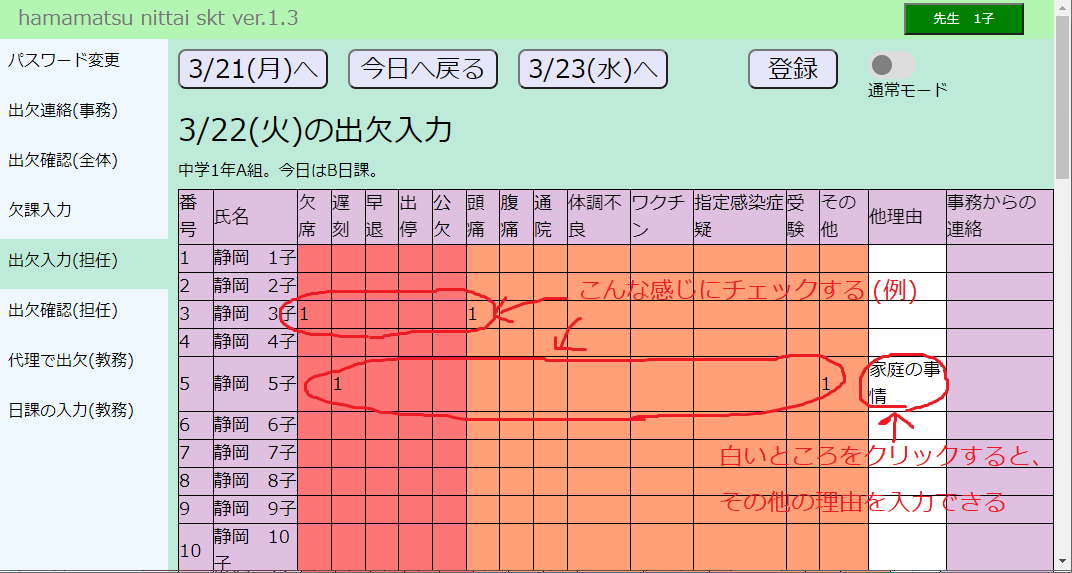 hamamatsu nittai skt ver.1.3
先生　1子
パスワード変更
出欠連絡(事務)
出欠確認(全体)
欠課入力
出欠入力(担任)
出欠確認(担任)
代理で出欠(教務)
日課の入力(教務)
3/21(月)へ
今日へ戻る
3/23(水)へ
登録
通常モード
3/22(火)の出欠入力
中学1年A組。今日はB日課。
番号 氏名 欠席 遅刻 早退 出停 公欠 頭痛 腹痛 通院 体調不良 ワクチン 指定感染症疑 受験 その他 他理由 事務からの連絡
1 静岡　1子
2 静岡　2子
こんな感じにチェックする(例)
3 静岡　3子 1 1
4 静岡　4子
5 静岡　5子 1 1 家庭の事情
6 静岡　6子
7 静岡　7子
白いところをクリックすると、
8 静岡　8子
9 静岡　9子
その他の理由を入力できる
10 静岡　10子